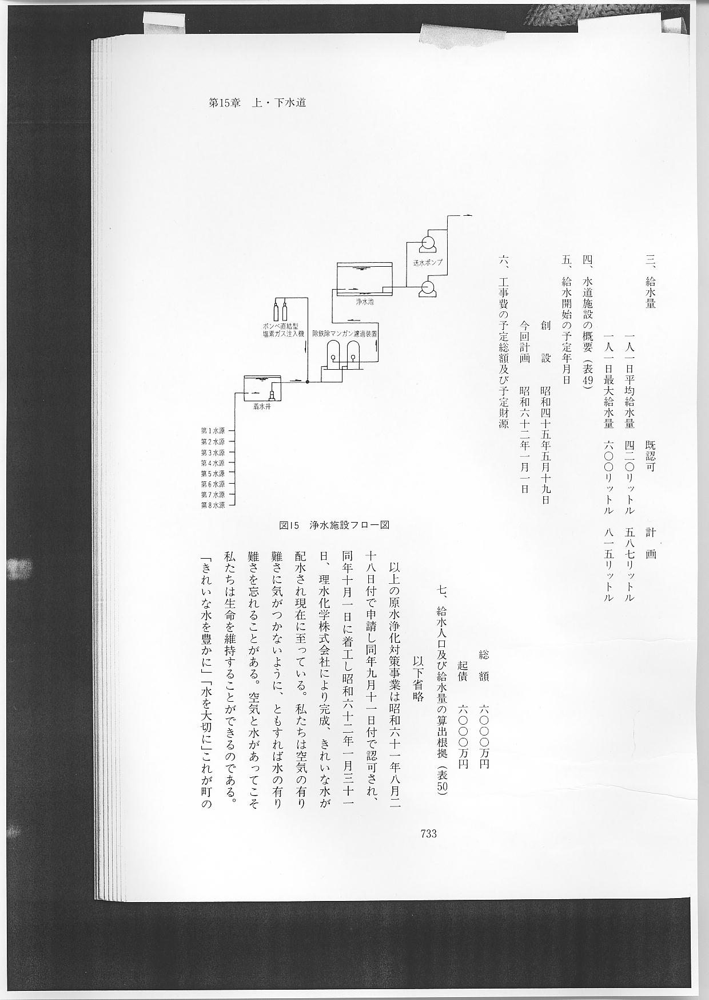 第15章　上・下水道
三、給水量　既認可　計画
一人一日平均給水量　四二〇リットル　五八七リットル
一人一日最大給水量　六〇〇リットル　八一五リットル
四、水道施設の概要（表49）
五、給水開始の予定年月日
創設　昭和四十五年五月十九日
今回計画　昭和六十二年一月一日
六、工事費の予定総額及び予定財源
総額　六〇〇〇万円
起債　六〇〇〇万円
七、給水人口及び給水量の算出根拠（表50）
以下省略
以上の原水浄化対策事業は昭和六十一年八月二
十八日付で申請し同年九月十一日付で認可され、
同年十月一日に着工し昭和六十二年一月三十一
日、理水化学株式会社により完成、きれいな水が
配水され現在に至っている。私たちは空気の有り
難さに気がつかないように、ともすれば水の有り
難さを忘れることがある。空気と水があってこそ
私たちは生命を維持することができるのである。
「きれいな水を豊かに」「水を大切に」これが町の
送水ポンプ
浄水池
ボンベ直結型
塩素ガス注入機
除鉄除マンガン濾過装置
着水井
第1水源
第2水源
第3水源
第4水源
第5水源
第6水源
第7水源
第8水源
図15　浄水施設フロー図
733